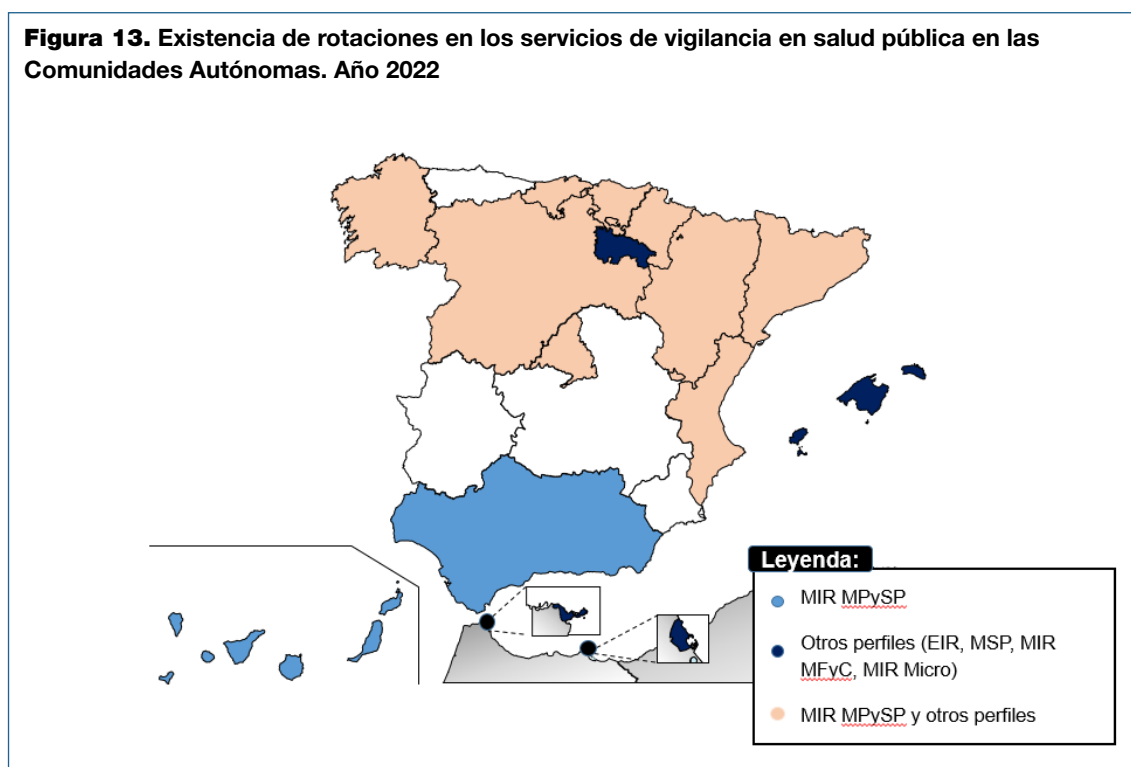 Figura 13. Existencia de rotaciones en los servicios de vigilancia en salud pública en las
Comunidades Autónomas. Año 2022
Leyenda:
MIR MPySP
Otros perfiles (EIR, MSP, MIR
MFyC, MIR Micro)
MIR MPySP y otros perfiles